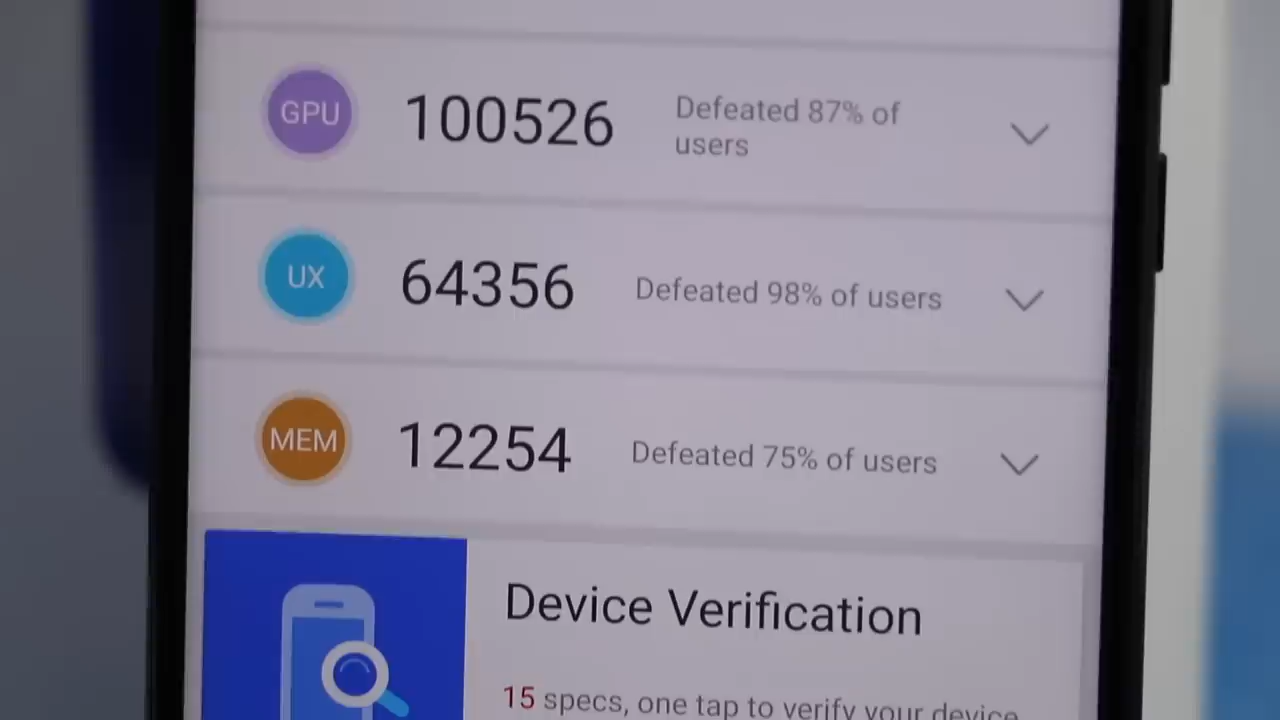 GPU 100526 Defeated 87% of
users
UX 64356 Defeated 98% of users
MEM 12254 Defeated 75% of users
Device Verification
15 specs, one tap to verify your device